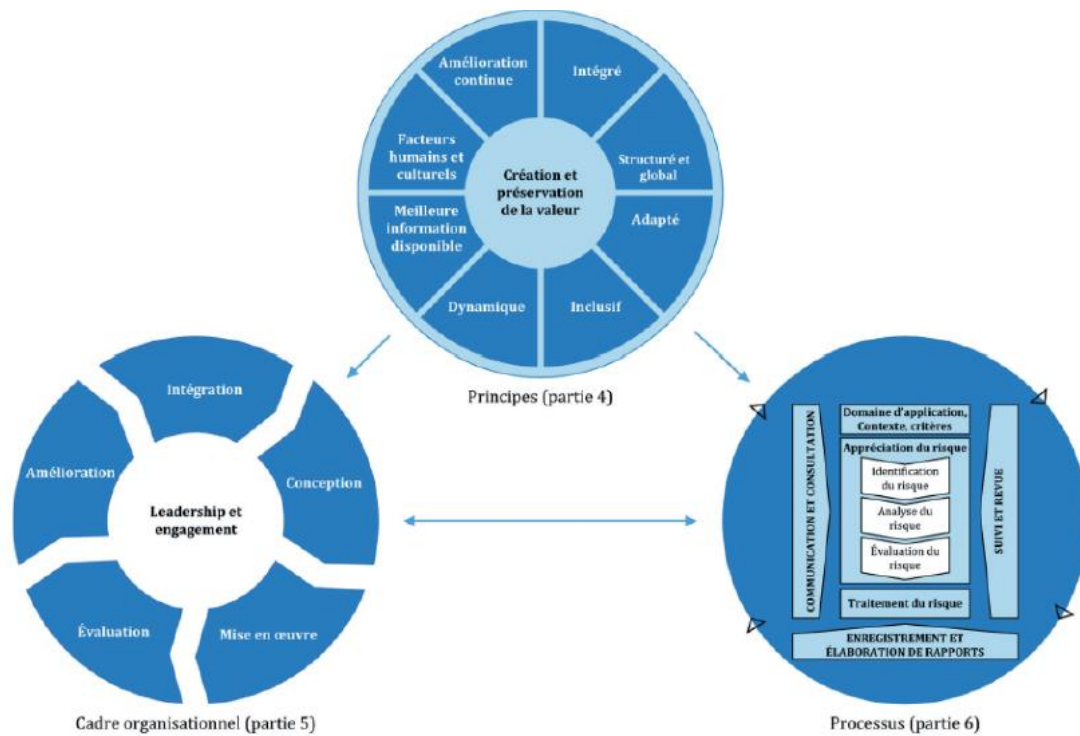 Amélioration
continue
Intégré
Facteurs
humains et
culturels
Structuré et
global
Création et
préservation
de la valeur
Meilleure
information
disponible
Adapté
Dynamique
Inclusif
Principes (partie 4)
Intégration
Amélioration
Conception
Leadership et
engagement
Évaluation
Mise en œuvre
Cadre organisationnel (partie 5)
COMMUNICATION ET CONSULTATION
Domaine d'application,
Contexte, critères
Appréciation du risque
Identification
du risque
Analyse du
risque
Évaluation du
risque
Traitement du risque
SUIVI ET REVUE
ENREGISTREMENT ET
ÉLABORATION DE RAPPORTS
Processus (partie 6)